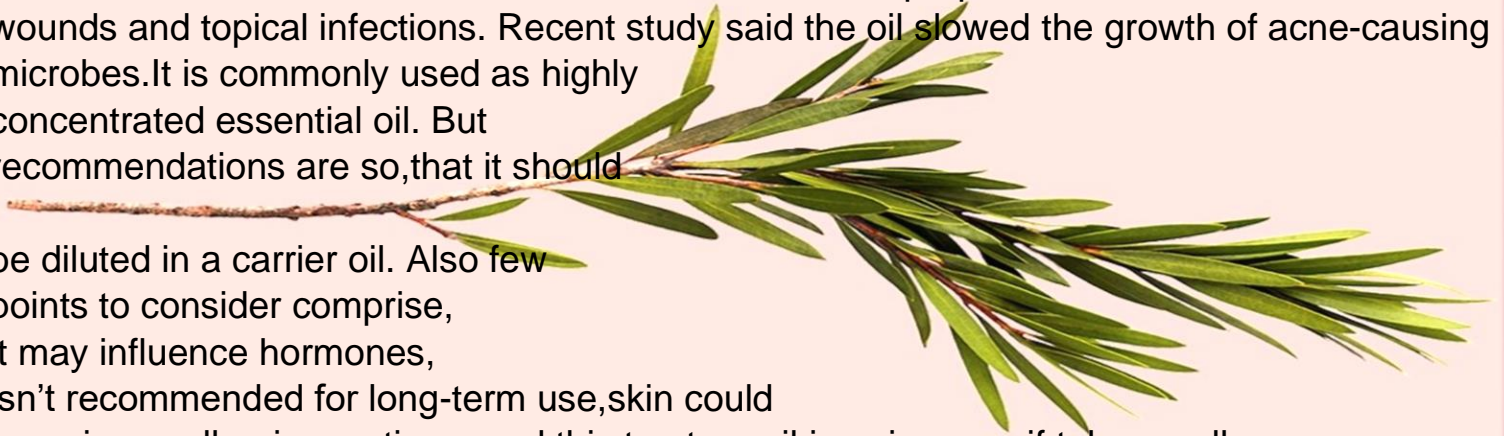 wounds and topical infections. Recent study said the oil slowed the growth of acne-causing
microbes.It is commonly used as highly
concentrated essential oil. But
recommendations are so,that it should
be diluted in a carrier oil. Also few
points to consider comprise,
it may influence hormones,
isn’t recommended for long-term use,skin could